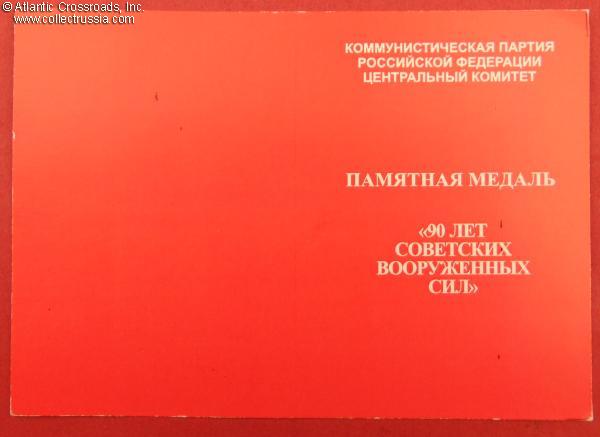 © Atlantic Crossroads, Inc.
www.collectrussia.com
КОММУНИСТИЧЕСКАЯ ПАРТИЯ
РОССИЙСКОЙ ФЕДЕРАЦИИ
ЦЕНТРАЛЬНЫЙ КОМИТЕТ
ПАМЯТНАЯ МЕДАЛЬ
«90 ЛЕТ
СОВЕТСКИХ
ВООРУЖЕННЫХ
СИЛ»